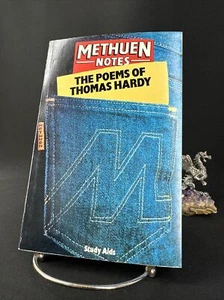 METHUEN
NOTES
THE POEMS OF
THOMAS HARDY
Study Aids